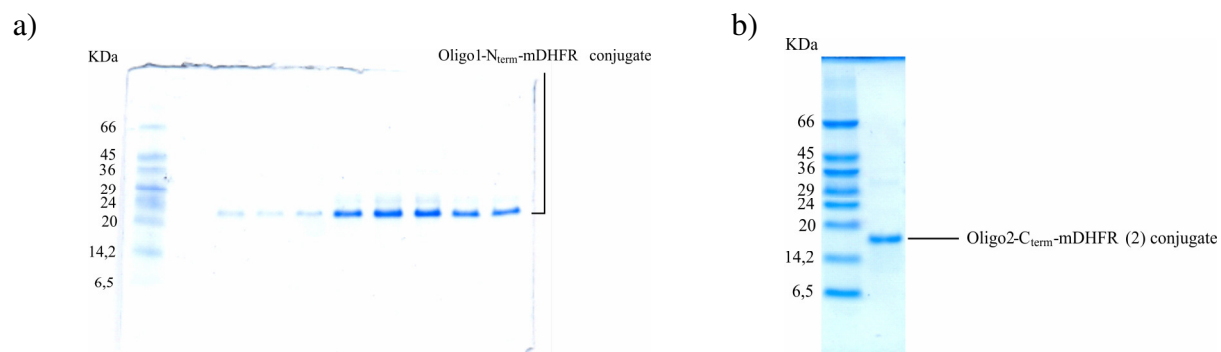 a)
KDa
Oligo1-Nterm-mDHFR conjugate
66
45
36
29
24
20
14,2
6,5
b)
KDa
66
45
36
29
24
20
14,2
6,5
Oligo2-Cterm-mDHFR (2) conjugate